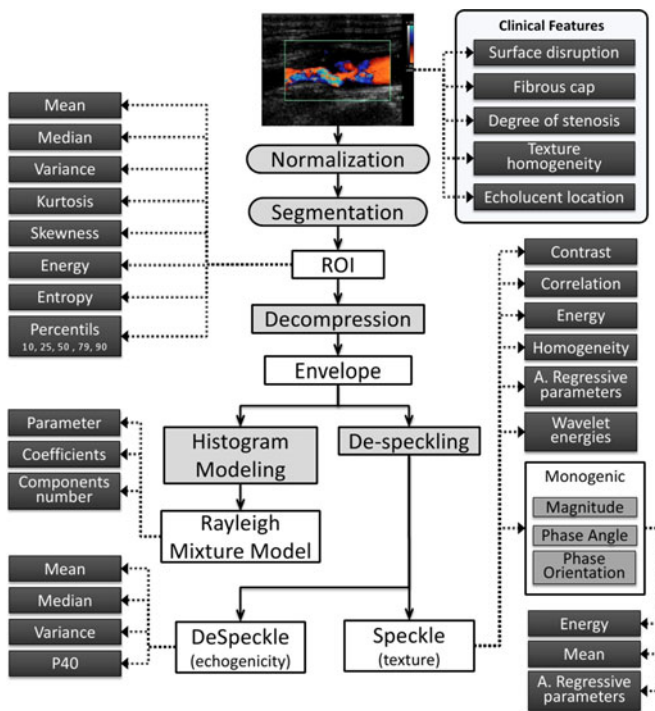 Clinical Features
Surface disruption
Fibrous cap
Degree of stenosis
Texture
homogeneity
Echolucent location
Normalization
Segmentation
ROI
Decompression
Envelope
Histogram
Modeling
De-speckling
Rayleigh
Mixture Model
DeSpeckle
(echogenicity)
Speckle
(texture)
Mean
Median
Variance
Kurtosis
Skewness
Energy
Entropy
Percentils
10, 25, 50 , 79, 90
Parameter
Coefficients
Components
number
Mean
Median
Variance
P40
Contrast
Correlation
Energy
Homogeneity
A. Regressive
parameters
Wavelet
energies
Monogenic
Magnitude
Phase Angle
Phase
Orientation
Energy
Mean
A. Regressive
parameters